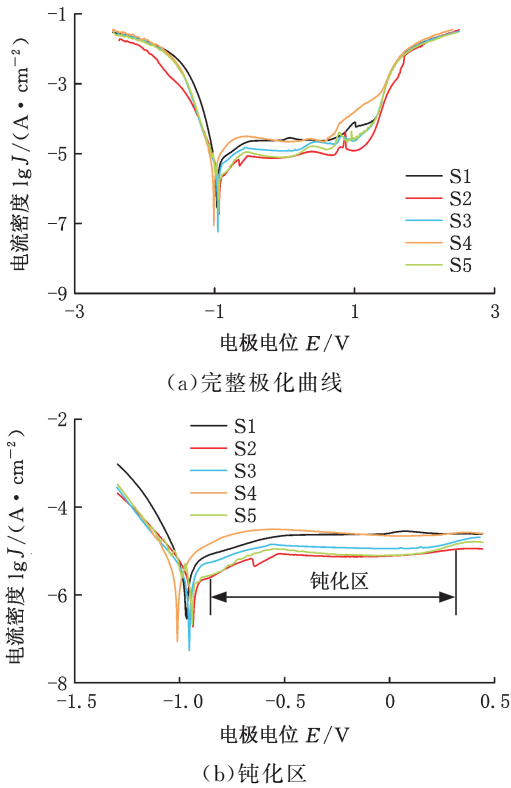 -1
-3
-5
-7
-9
电流密度 lgJ/(A·cm⁻²)
S1
S2
S3
S4
S5
-3 -1 1 3
电极电位 E/V
(a)完整极化曲线
-2
-4
-6
-8
电流密度 lgJ/(A·cm⁻²)
S1
S2
S3
S4
S5
钝化区
-1.5 -1.0 -0.5 0 0.5
电极电位 E/V
(b)钝化区